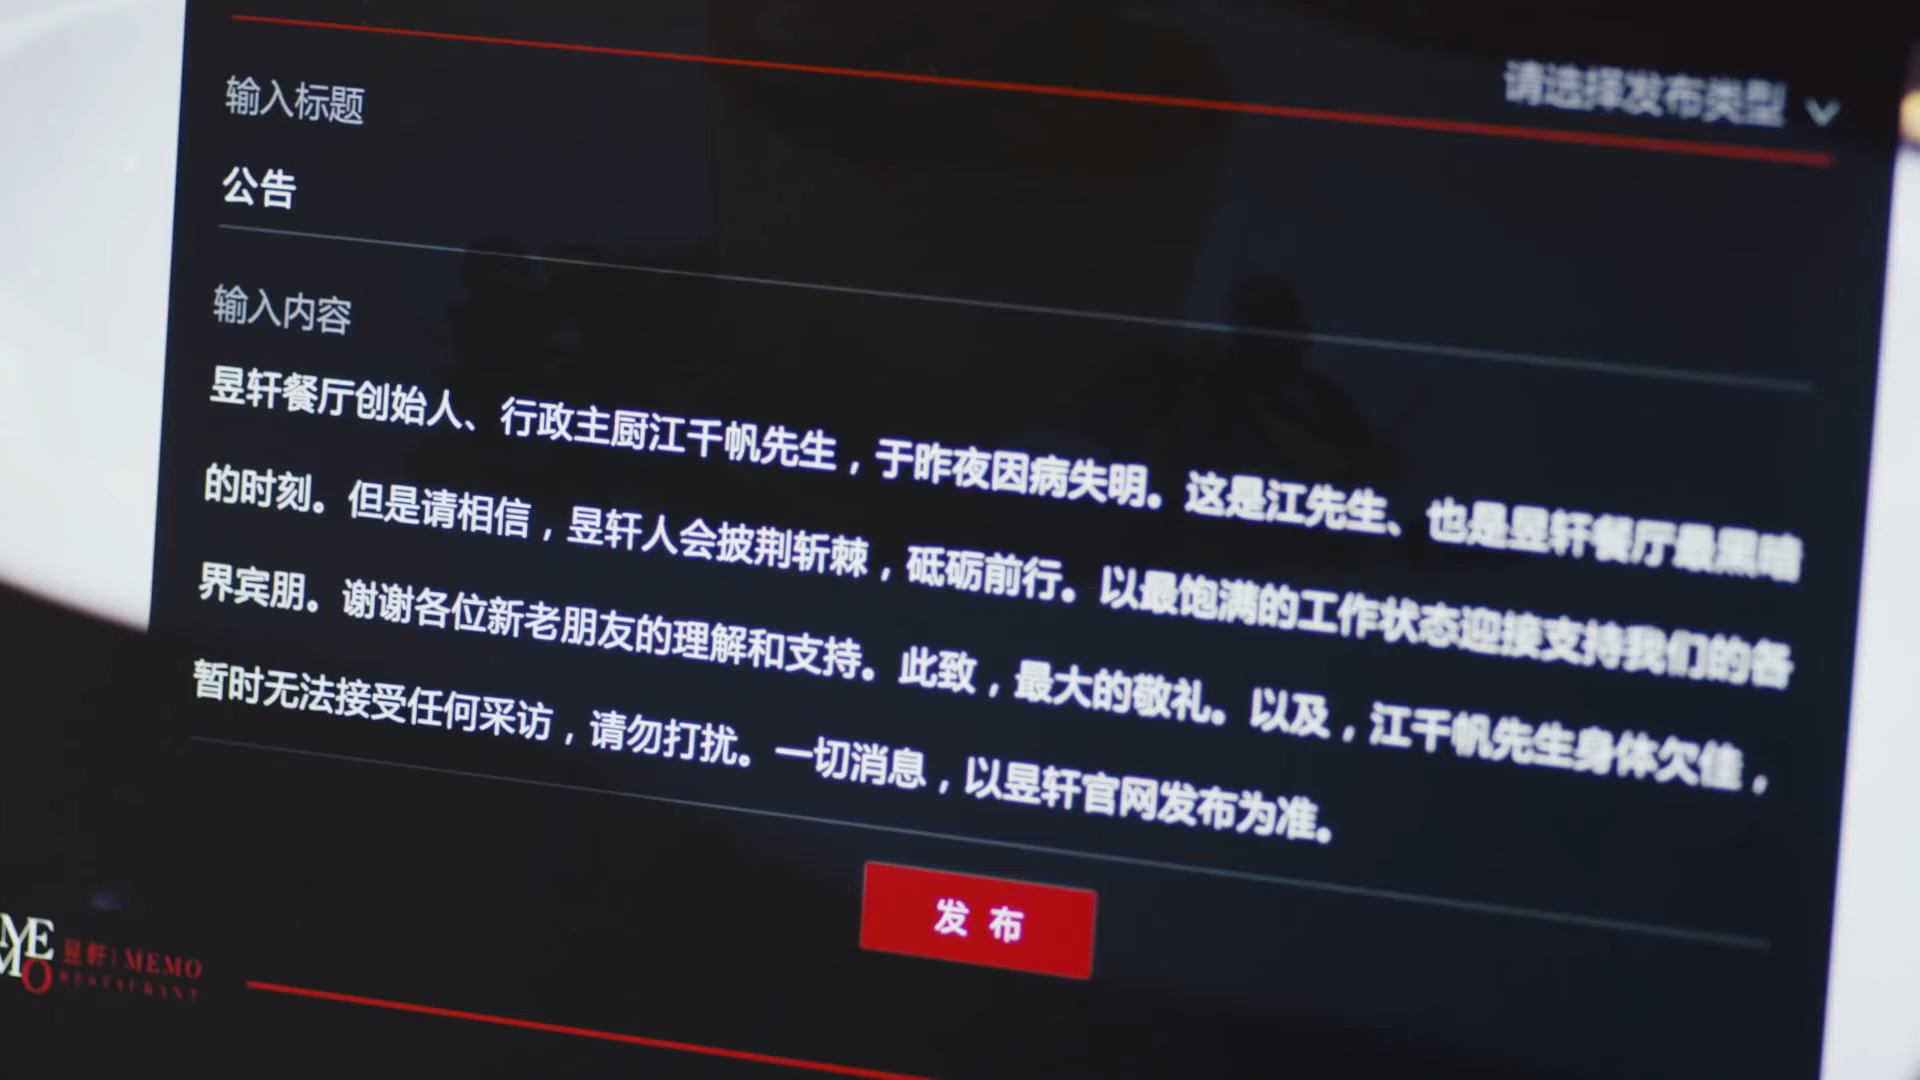 请选择发布类型
输入标题
公告
输入内容
昱轩餐厅创始人、行政主厨江千帆先生，于昨夜因病失明。这是江先生、也是昱轩餐厅最黑暗
的时刻。但是请相信，昱轩人会披荆斩棘，砥砺前行。以最饱满的工作状态迎接支持我们的各
界宾朋。谢谢各位新老朋友的理解和支持。此致，最大的敬礼。以及，江千帆先生身体欠佳，
暂时无法接受任何采访，请勿打扰。一切消息，以昱轩官网发布为准。
发 布
ME
MO
昱軒 | MEMO
RESTAURANT